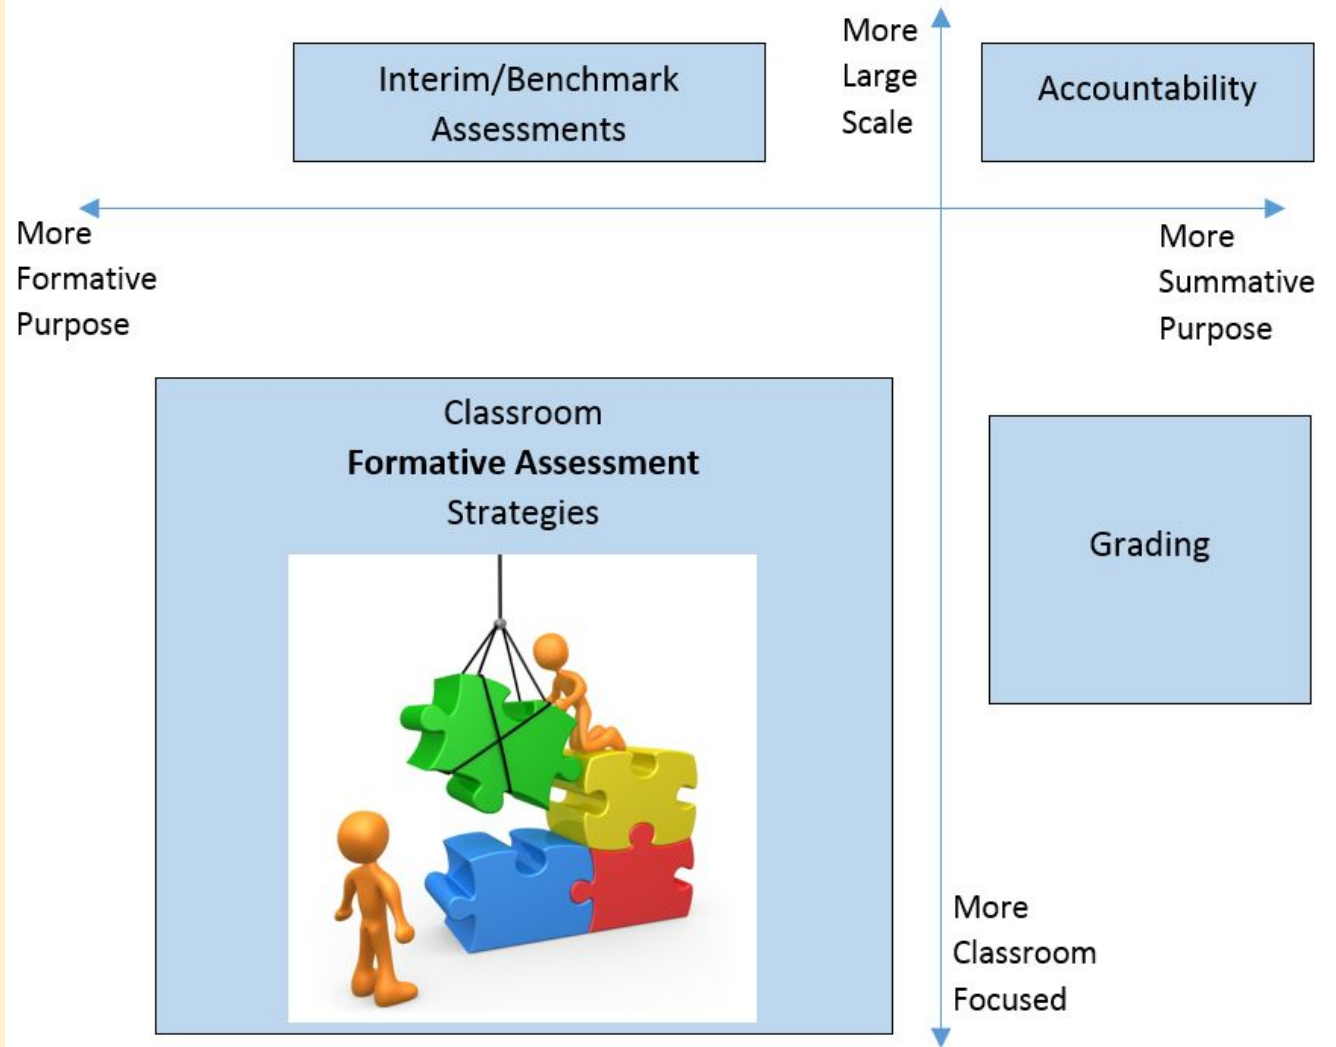 More
Large
Scale
Interim/Benchmark
Assessments
Accountability
More
Formative
Purpose
More
Summative
Purpose
Classroom
Formative Assessment
Strategies
Grading
More
Classroom
Focused